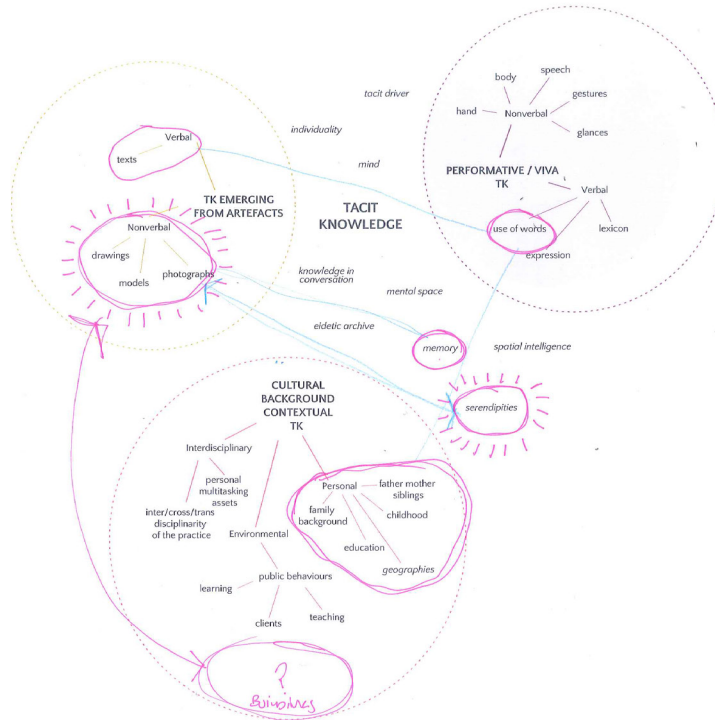 speech
body
tacit driver
gestures
hand
Nonverbal
individuality
glances
Verbal
texts
mind
PERFORMATIVE / VIVA
TK
Verbal
TK EMERGING
FROM ARTEFACTS
TACIT
KNOWLEDGE
Nonverbal
use of words
lexicon
drawings
expression
models
photographs
knowledge in
conversation
mental space
eidetic archive
memory
spatial intelligence
CULTURAL
BACKGROUND
CONTEXTUAL
TK
serendipities
Interdisciplinary
personal
multitasking
assets
Personal
father mother
siblings
inter/cross/trans
disciplinarity
of the practice
family
background
childhood
Environmental
education
geographies
public behaviours
learning
teaching
clients
?
BUILDINGS